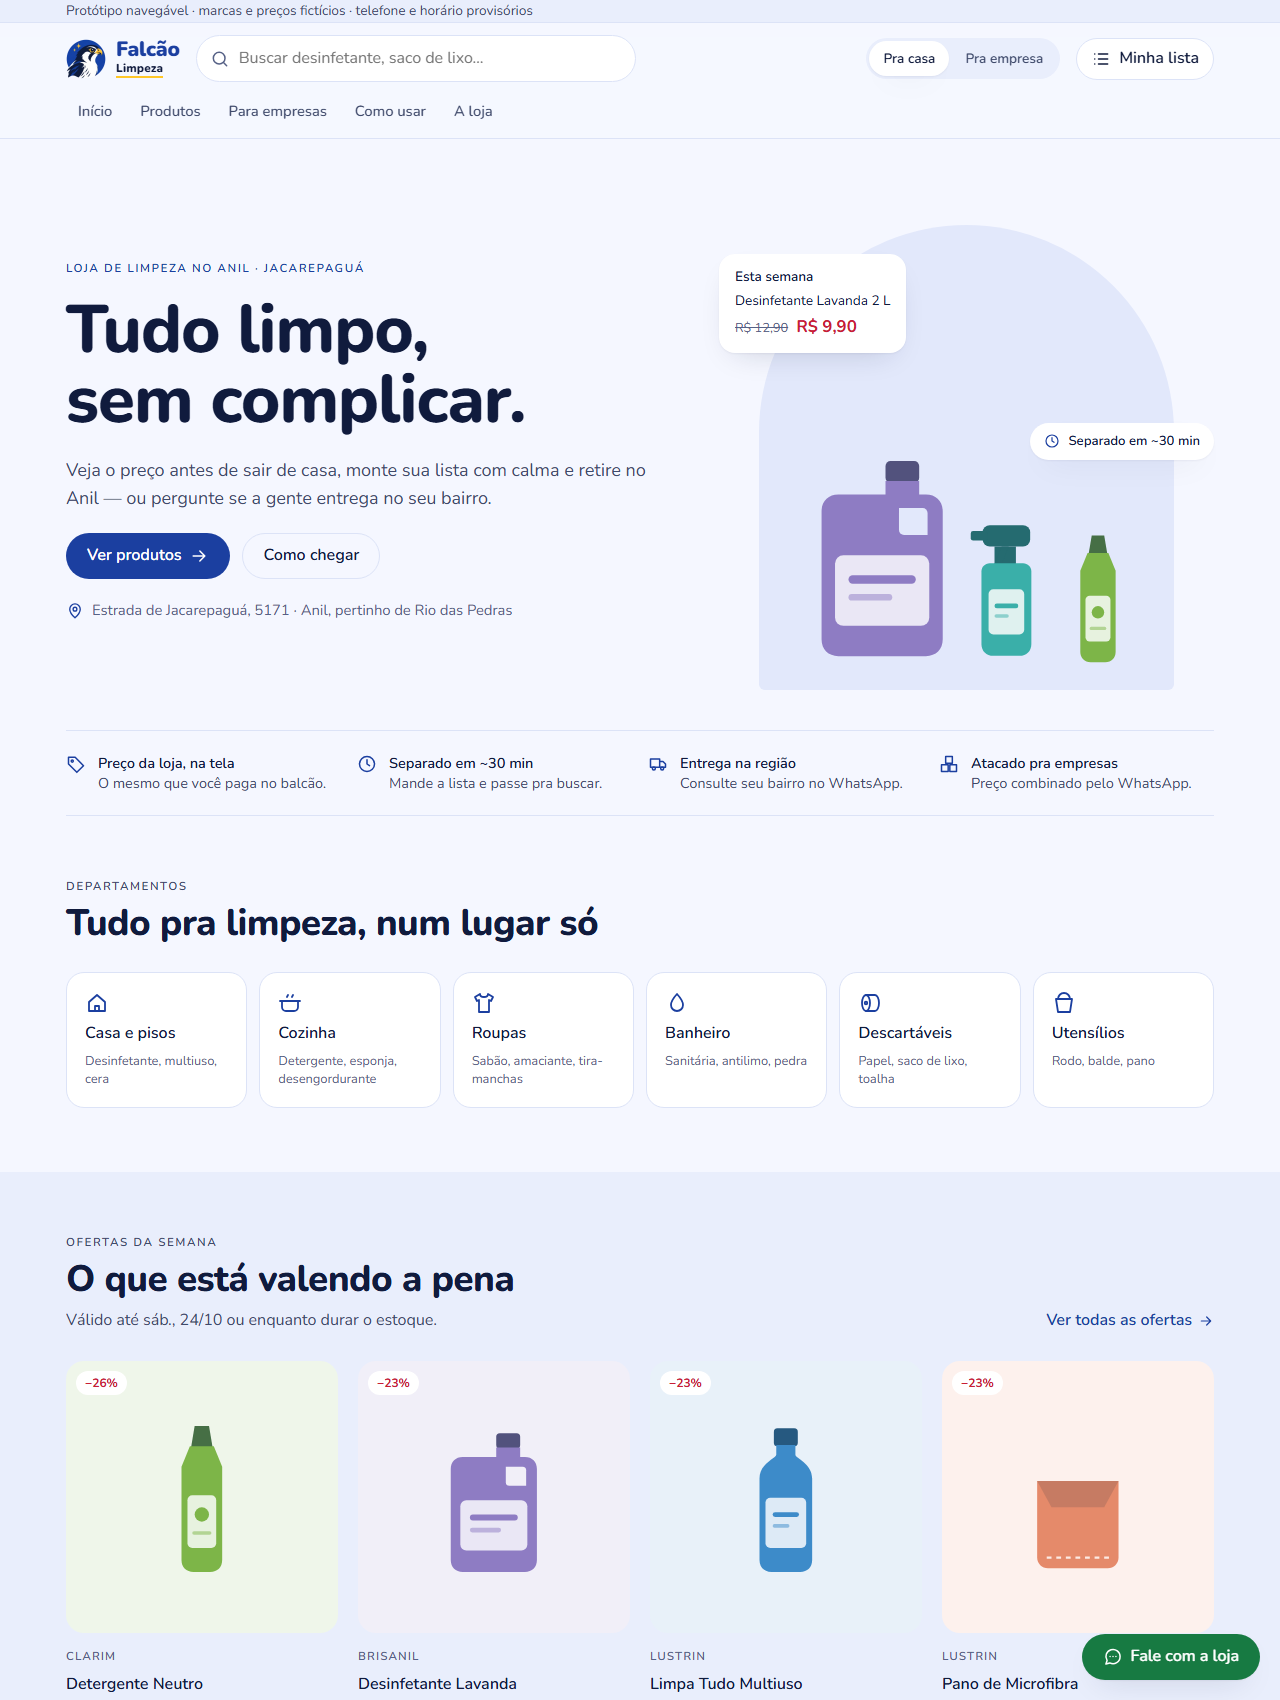 Protótipo navegável · marcas e preços fictícios · telefone e horário provisórios
Falcão
Limpeza
Buscar desinfetante, saco de lixo...
Pra casa
Pra empresa
Minha lista
Início
Produtos
Para empresas
Como usar
A loja
LOJA DE LIMPEZA NO ANIL · JACAREPAGUÁ
Tudo limpo,
sem complicar.
Veja o preço antes de sair de casa, monte sua lista com calma e retire no
Anil — ou pergunte se a gente entrega no seu bairro.
Ver produtos
Como chegar
Estrada de Jacarepaguá, 5171 · Anil, pertinho de Rio das Pedras
Esta semana
Desinfetante Lavanda 2 L
R$ 12,90 R$ 9,90
Separado em ~30 min
Preço da loja, na tela
O mesmo que você paga no balcão.
Separado em ~30 min
Mande a lista e passe pra buscar.
Entrega na região
Consulte seu bairro no WhatsApp.
Atacado pra empresas
Preço combinado pelo WhatsApp.
DEPARTAMENTOS
Tudo pra limpeza, num lugar só
Casa e pisos
Desinfetante, multiuso,
cera
Cozinha
Detergente, esponja,
desengordurante
Roupas
Sabão, amaciante, tira-
manchas
Banheiro
Sanitária, antilimo, pedra
Descartáveis
Papel, saco de lixo,
toalha
Utensílios
Rodo, balde, pano
OFERTAS DA SEMANA
O que está valendo a pena
Válido até sáb., 24/10 ou enquanto durar o estoque.
Ver todas as ofertas
−26%
−23%
−23%
−23%
CLARIM
Detergente Neutro
BRISANIL
Desinfetante Lavanda
LUSTRIN
Limpa Tudo Multiuso
LUSTRIN
Pano de Microfibra
Fale com a loja